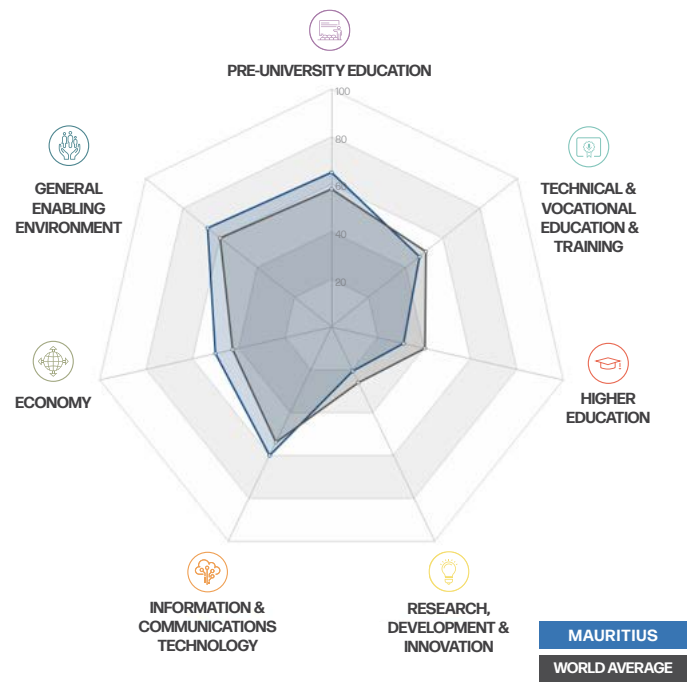 PRE-UNIVERSITY EDUCATION
100
80
60
40
20
GENERAL
ENABLING
ENVIRONMENT
TECHNICAL &
VOCATIONAL
EDUCATION &
TRAINING
ECONOMY
HIGHER
EDUCATION
INFORMATION &
COMMUNICATIONS
TECHNOLOGY
RESEARCH,
DEVELOPMENT &
INNOVATION
MAURITIUS
WORLD AVERAGE